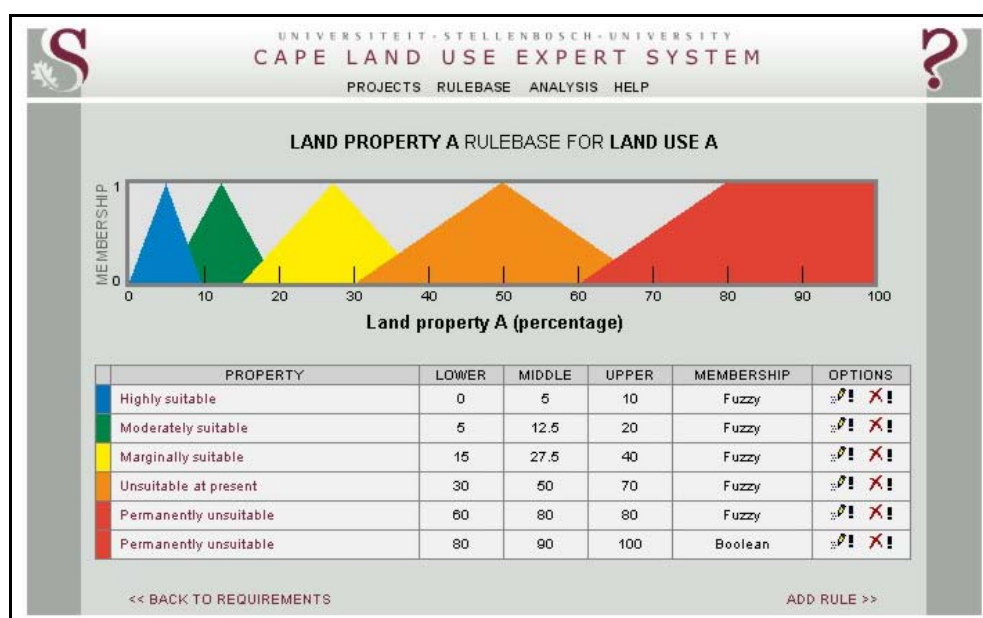 UNIVERSITEIT·STELLENBOSCH·UNIVERSITY
CAPE LAND USE EXPERT SYSTEM
PROJECTS RULEBASE ANALYSIS HELP
LAND PROPERTY A RULEBASE FOR LAND USE A
MEMBERSHIP
1
0
0 10 20 30 40 50 60 70 80 90 100
Land property A (percentage)
PROPERTY LOWER MIDDLE UPPER MEMBERSHIP OPTIONS
Highly suitable 0 5 10 Fuzzy
Moderately suitable 5 12.5 20 Fuzzy
Marginally suitable 15 27.5 40 Fuzzy
Unsuitable at present 30 50 70 Fuzzy
Permanently unsuitable 60 80 80 Fuzzy
Permanently unsuitable 80 90 100 Boolean
<< BACK TO REQUIREMENTS ADD RULE >>